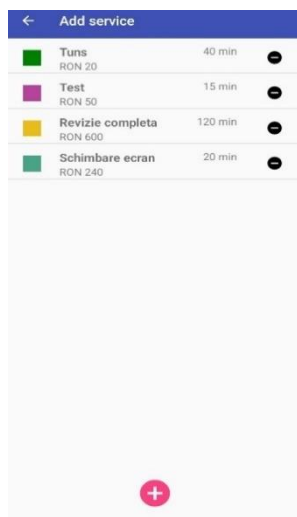 Add service
Tuns 40 min
RON 20
Test 15 min
RON 50
Revizie completa 120 min
RON 600
Schimbare ecran 20 min
RON 240